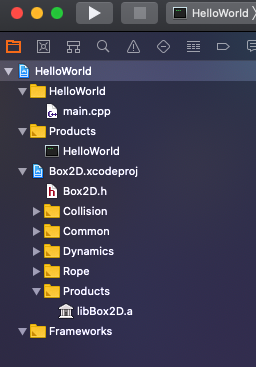 HelloWorld
HelloWorld
HelloWorld
main.cpp
Products
HelloWorld
Box2D.xcodeproj
Box2D.h
Collision
Common
Dynamics
Rope
Products
libBox2D.a
Frameworks